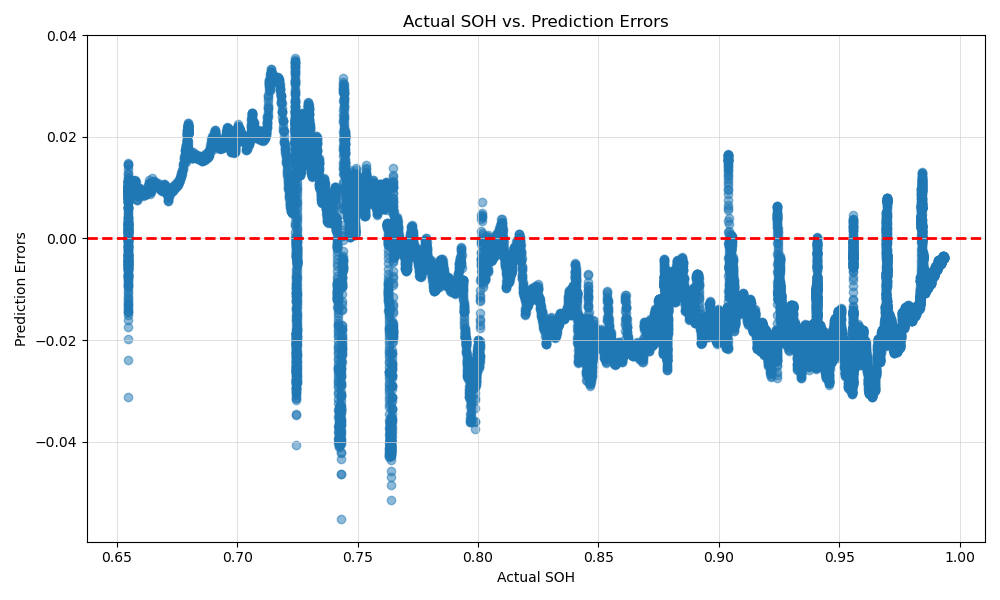 Actual SOH vs. Prediction Errors
0.04
0.02
0.00
−0.02
−0.04
Prediction Errors
0.65 0.70 0.75 0.80 0.85 0.90 0.95 1.00
Actual SOH